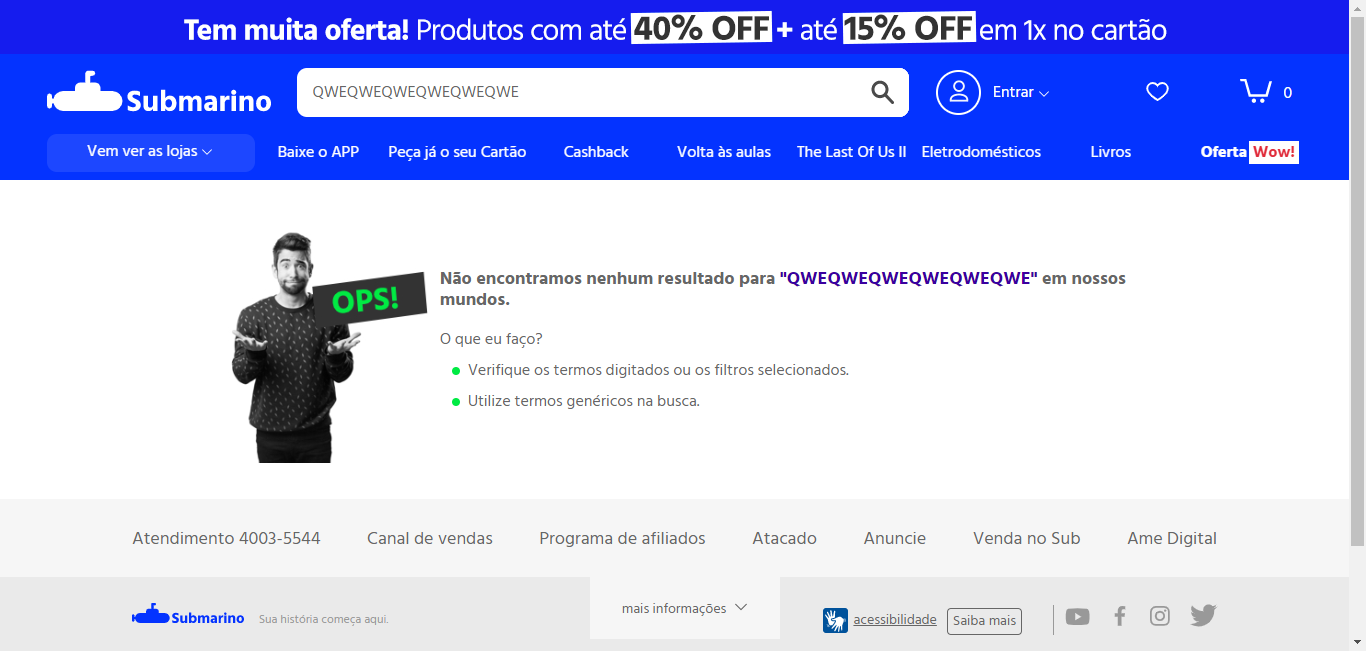 Tem muita oferta! Produtos com até 40% OFF + até 15% OFF em 1x no cartão
Submarino
QWEQWEQWEQWEQWEQWE
Entrar
0
Vem ver as lojas
Baixe o APP
Peça já o seu Cartão
Cashback
Volta às aulas
The Last Of Us II
Eletrodomésticos
Livros
Oferta Wow!
OPS!
Não encontramos nenhum resultado para "QWEQWEQWEQWEQWEQWE" em nossos
mundos.
O que eu faço?
Verifique os termos digitados ou os filtros selecionados.
Utilize termos genéricos na busca.
Atendimento 4003-5544
Canal de vendas
Programa de afiliados
Atacado
Anuncie
Venda no Sub
Ame Digital
Submarino
Sua história começa aqui.
mais informações
acessibilidade
Saiba mais